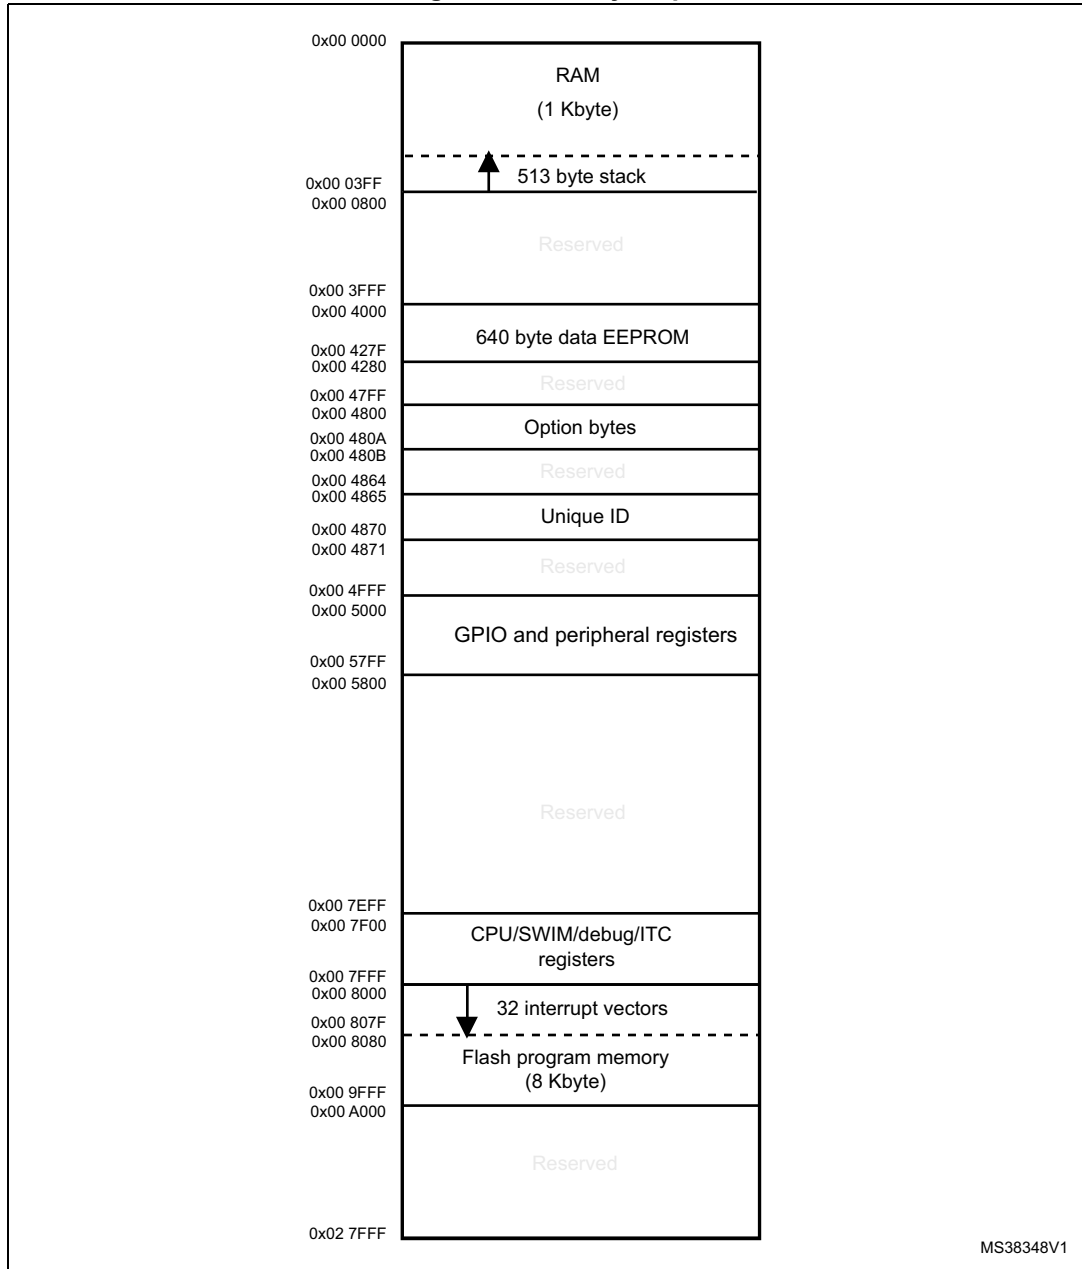 0x00 0000
RAM
(1 Kbyte)
513 byte stack
0x00 03FF
0x00 0800
Reserved
0x00 3FFF
0x00 4000
640 byte data EEPROM
0x00 427F
0x00 4280
Reserved
0x00 47FF
0x00 4800
Option bytes
0x00 480A
0x00 480B
Reserved
0x00 4864
0x00 4865
Unique ID
0x00 4870
0x00 4871
Reserved
0x00 4FFF
0x00 5000
GPIO and peripheral registers
0x00 57FF
0x00 5800
Reserved
0x00 7EFF
0x00 7F00
CPU/SWIM/debug/ITC
registers
0x00 7FFF
0x00 8000
32 interrupt vectors
0x00 807F
0x00 8080
Flash program memory
(8 Kbyte)
0x00 9FFF
0x00 A000
Reserved
0x02 7FFF
MS38348V1